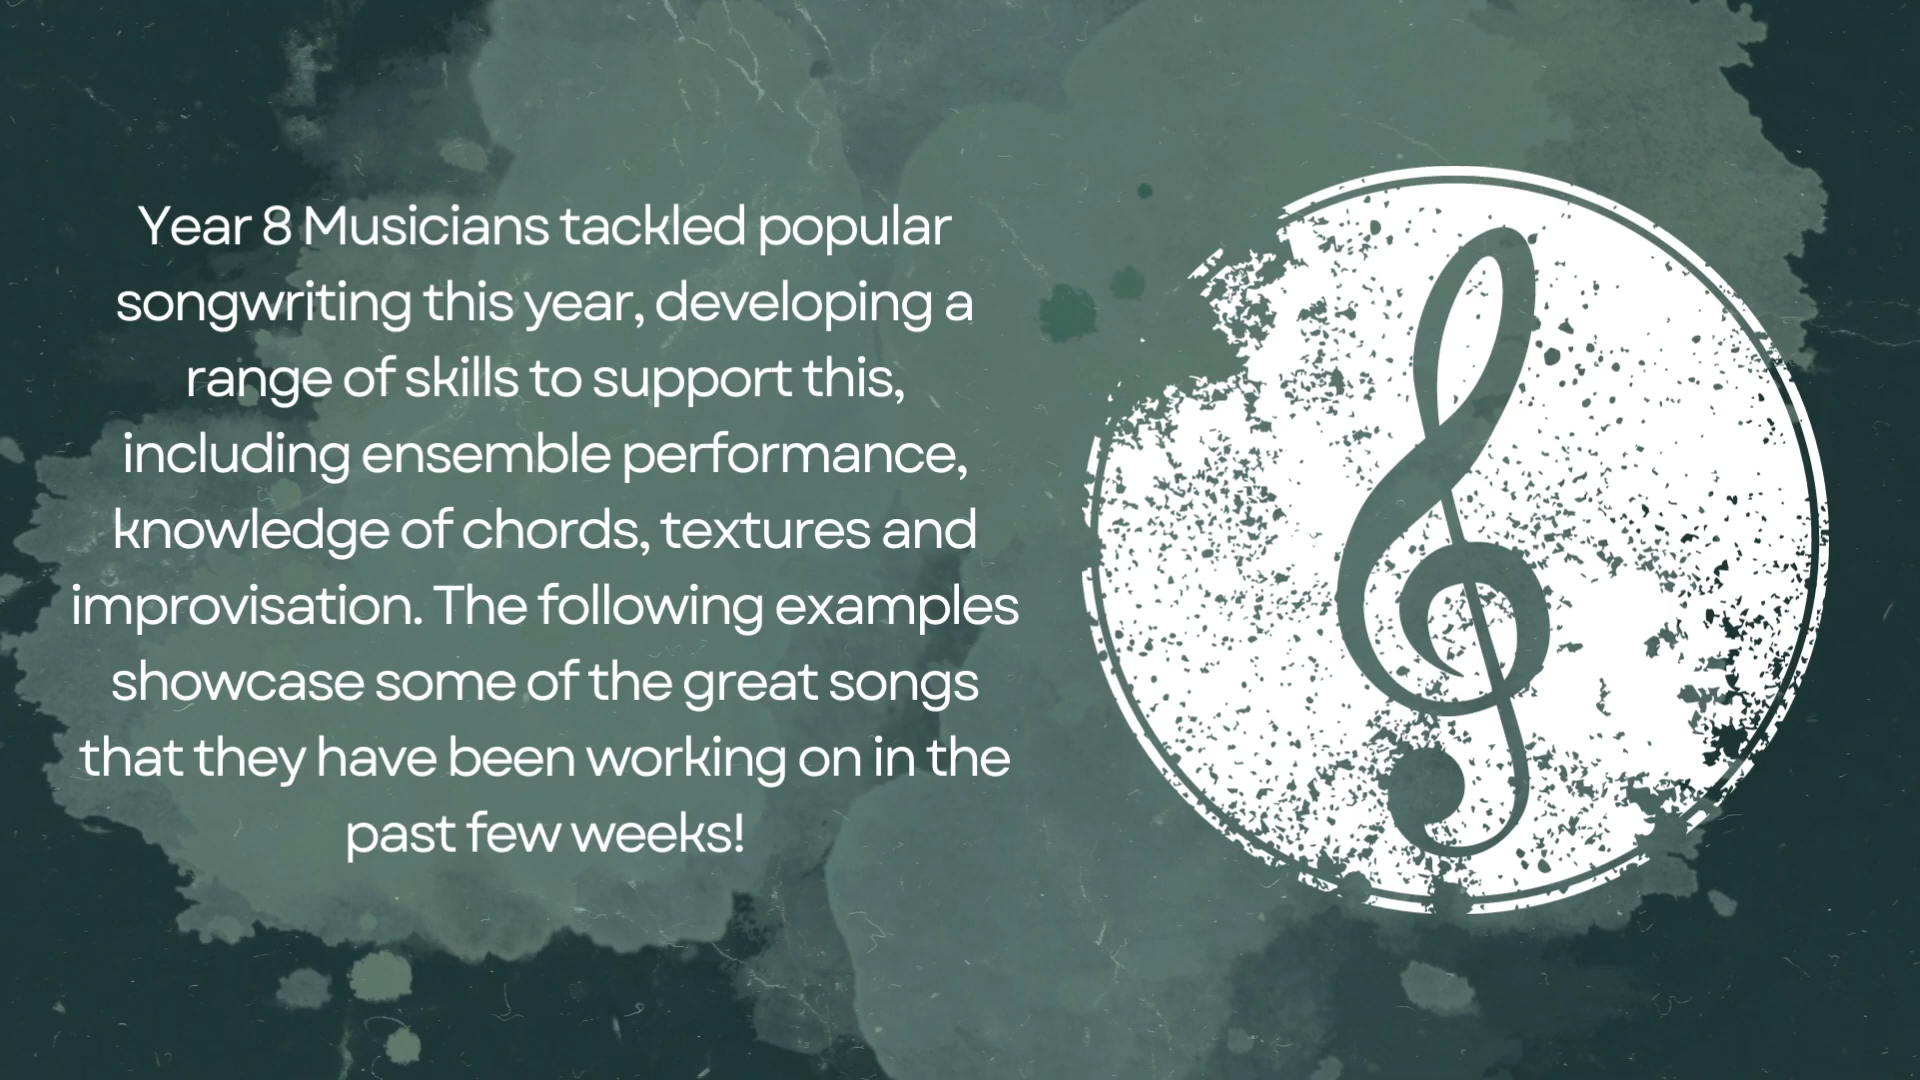 Year 8 Musicians tackled popular
songwriting this year, developing a
range of skills to support this,
including ensemble performance,
knowledge of chords, textures and
improvisation. The following examples
showcase some of the great songs
that they have been working on in the
past few weeks!